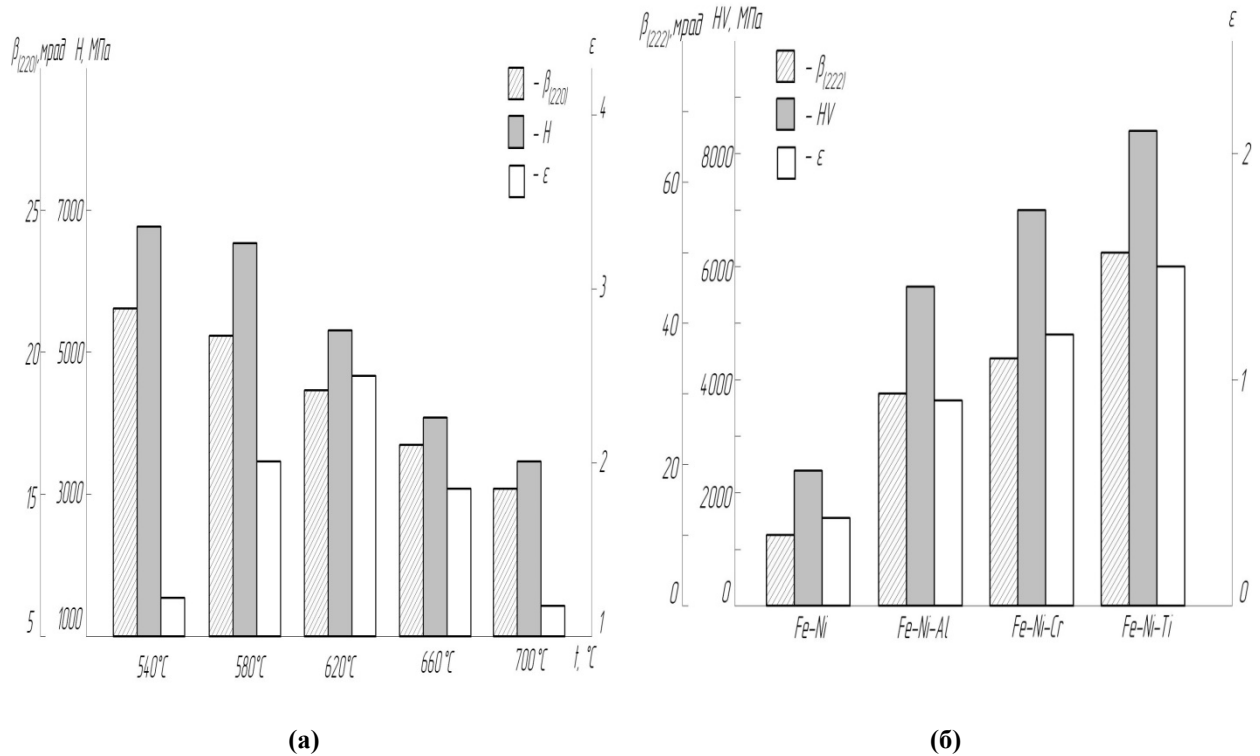 β(220), мрад H, МПа ε
- β(220)
- H
- ε
25 7000
20 5000
15 3000
5 1000
4
3
2
1
540°C 580°C 620°C 660°C 700°C t, °C
(а)
β(222), мрад HV, МПа ε
- β(222)
- HV
- ε
60
40
20
0
8000
6000
4000
2000
0
2
1
0
Fe-Ni Fe-Ni-Al Fe-Ni-Cr Fe-Ni-Ti
(б)